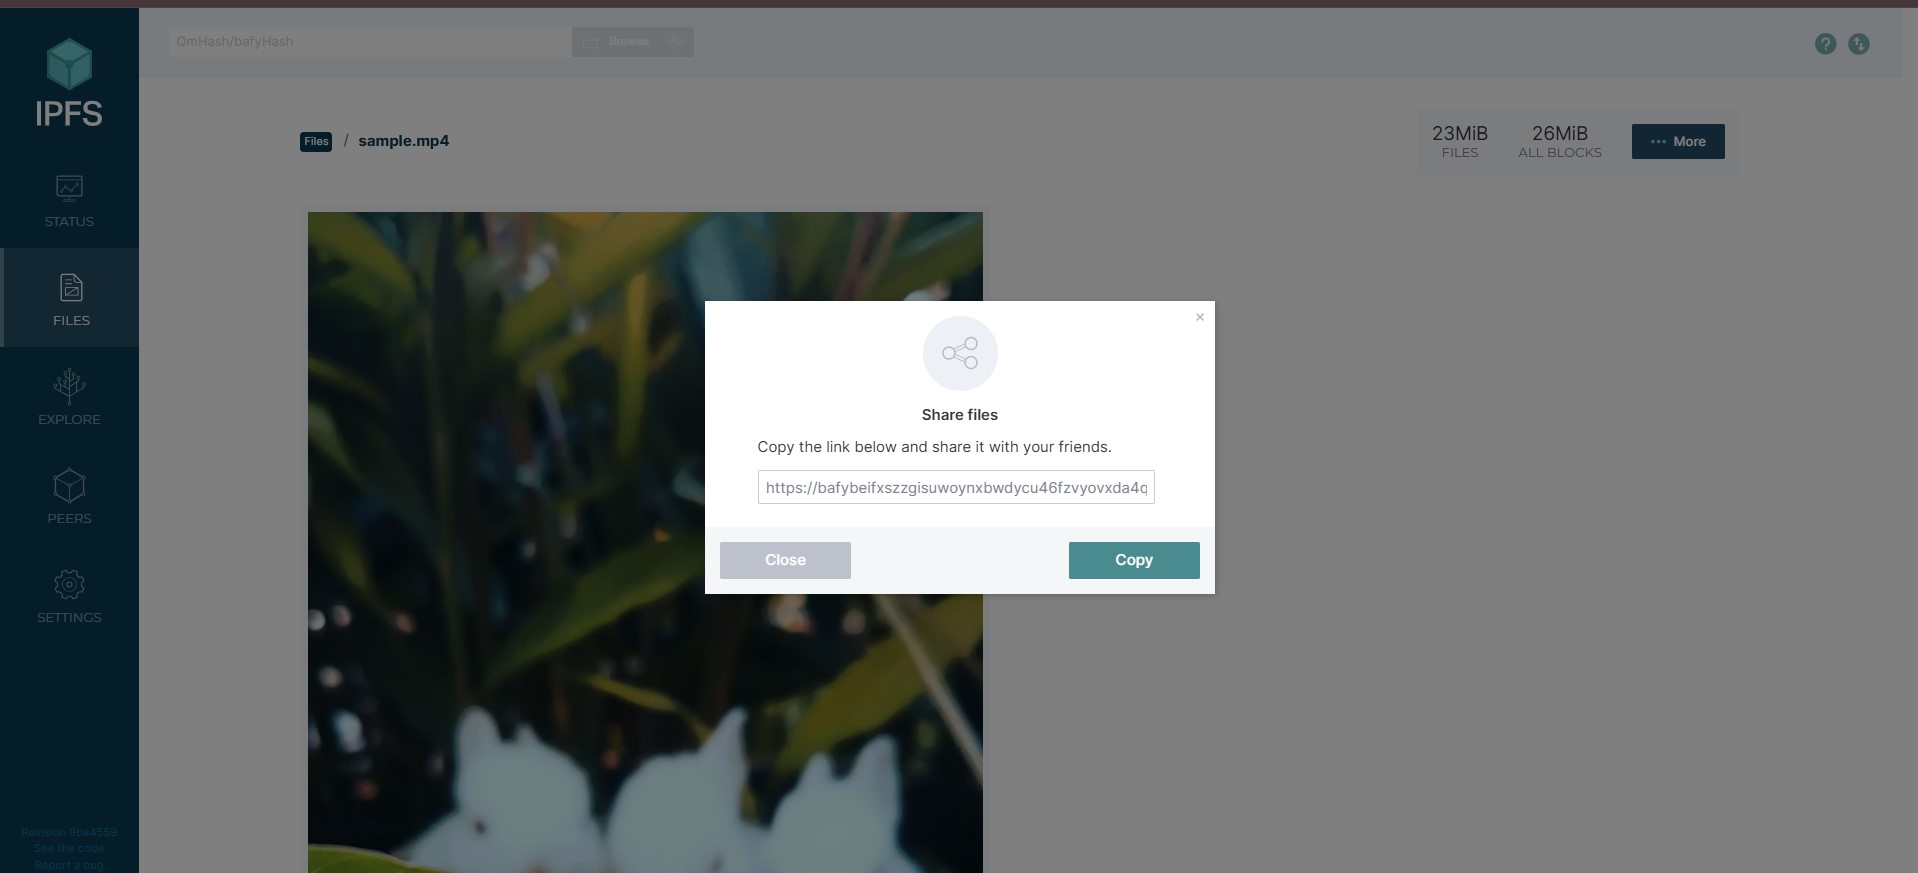 QmHash/bafyHash
Browse
IPFS
Files / sample.mp4
23MiB
FILES
26MiB
ALL BLOCKS
··· More
STATUS
FILES
EXPLORE
PEERS
SETTINGS
×
Share files
Copy the link below and share it with your friends.
https://bafybeifxszzgisuwoynxbwdycu46fzvyovxda4q
Close
Copy
Revision 9ba4559
See the code
Report a bug